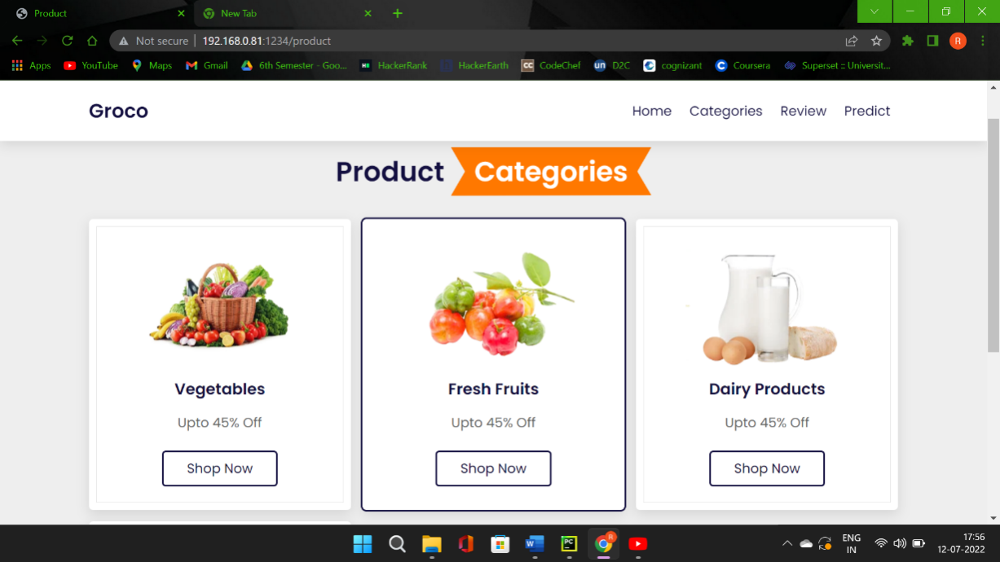 Product
New Tab
Not secure 192.168.0.81:1234/product
R
Apps YouTube Maps Gmail 6th Semester - Goo... HackerRank HackerEarth CC CodeChef un D2C cognizant C Coursera Superset :: Universit...
Groco
Home Categories Review Predict
Product Categories
Vegetables
Upto 45% Off
Shop Now
Fresh Fruits
Upto 45% Off
Shop Now
Dairy Products
Upto 45% Off
Shop Now
W PC R
ENG
IN
17:56
12-07-2022